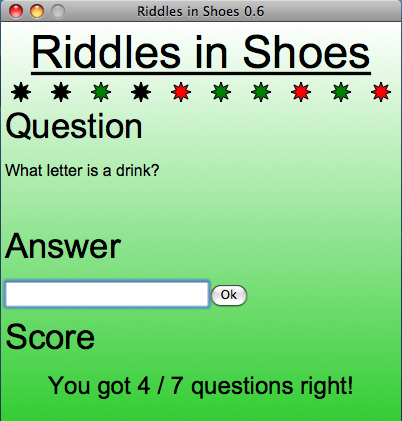 Riddles in Shoes 0.6
Riddles in Shoes
Question
What letter is a drink?
Answer
Ok
Score
You got 4 / 7 questions right!